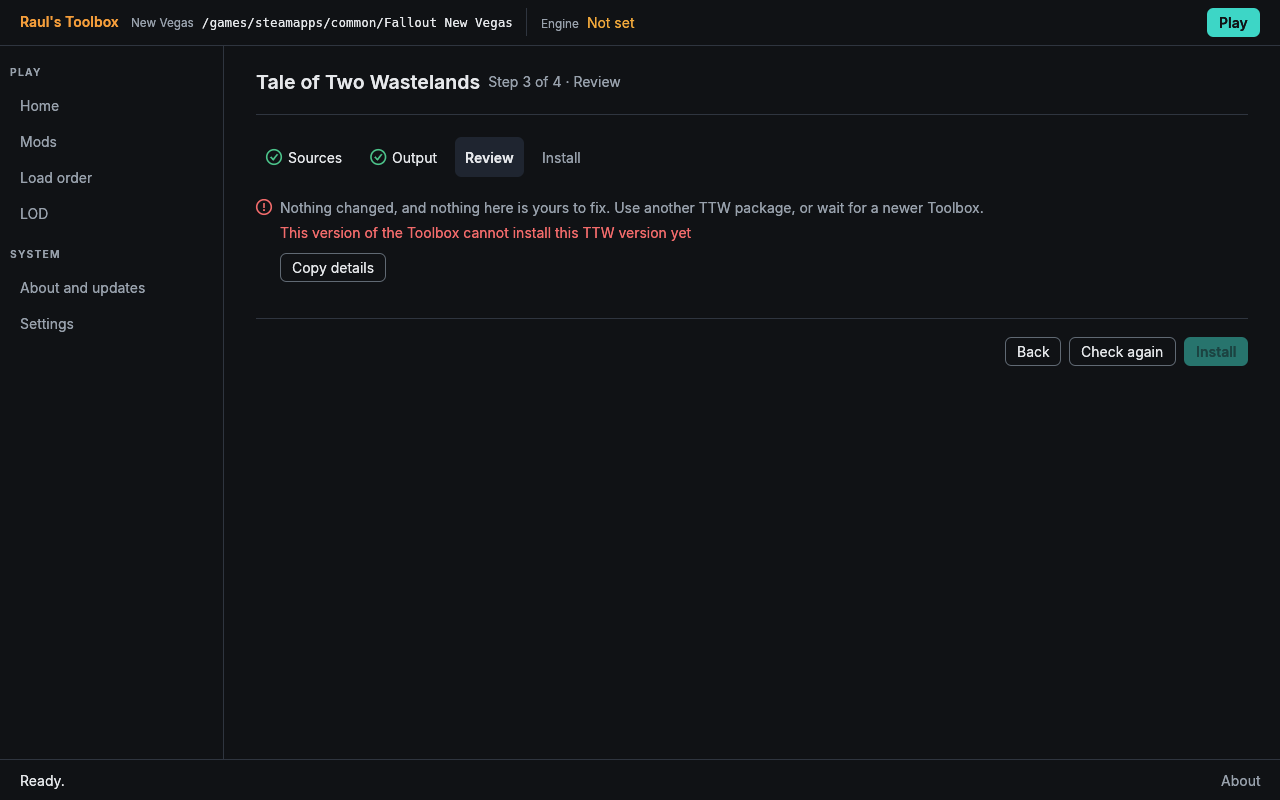 Raul's Toolbox New Vegas /games/steamapps/common/Fallout New Vegas Engine Not set Play
PLAY
Home
Mods
Load order
LOD
SYSTEM
About and updates
Settings
Tale of Two Wastelands Step 3 of 4 · Review
Sources Output Review Install
Nothing changed, and nothing here is yours to fix. Use another TTW package, or wait for a newer Toolbox.
This version of the Toolbox cannot install this TTW version yet
Copy details
Back Check again Install
Ready. About